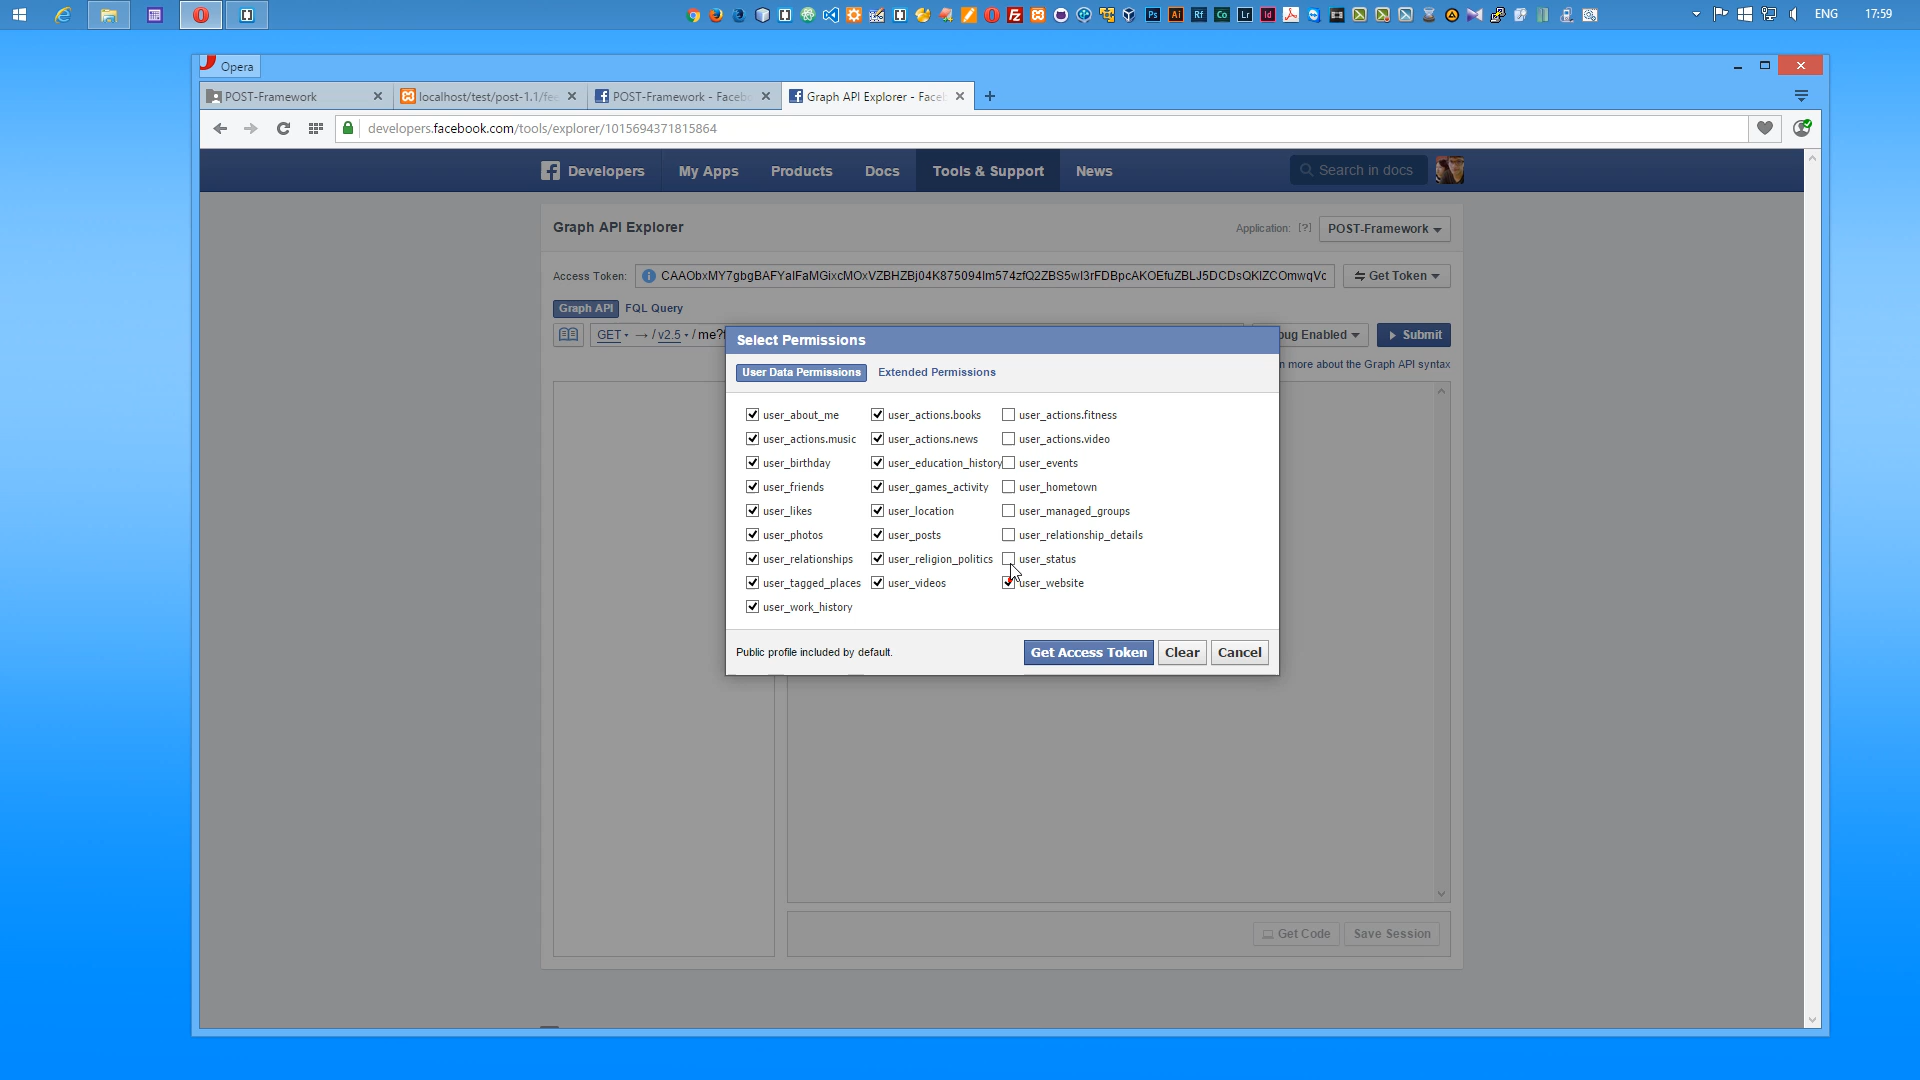 ENG
17:59
Opera
POST-Framework
localhost/test/post-1.1/fee
POST-Framework - Facebo
Graph API Explorer - Faceb
developers.facebook.com/tools/explorer/1015694371815864
Developers
My Apps
Products
Docs
Tools & Support
News
Search in docs
Graph API Explorer
Application: [?]
POST-Framework
Access Token:
Get Token
Graph API
FQL Query
GET → / v2.5 / me?
bug Enabled
Submit
n more about the Graph API syntax
Select Permissions
User Data Permissions
Extended Permissions
user_about_me user_actions.books user_actions.fitness
user_actions.music user_actions.news user_actions.video
user_birthday user_education_history user_events
user_friends user_games_activity user_hometown
user_likes user_location user_managed_groups
user_photos user_posts user_relationship_details
user_relationships user_religion_politics user_status
user_tagged_places user_videos user_website
user_work_history
Public profile included by default.
Get Access Token
Clear
Cancel
Get Code
Save Session